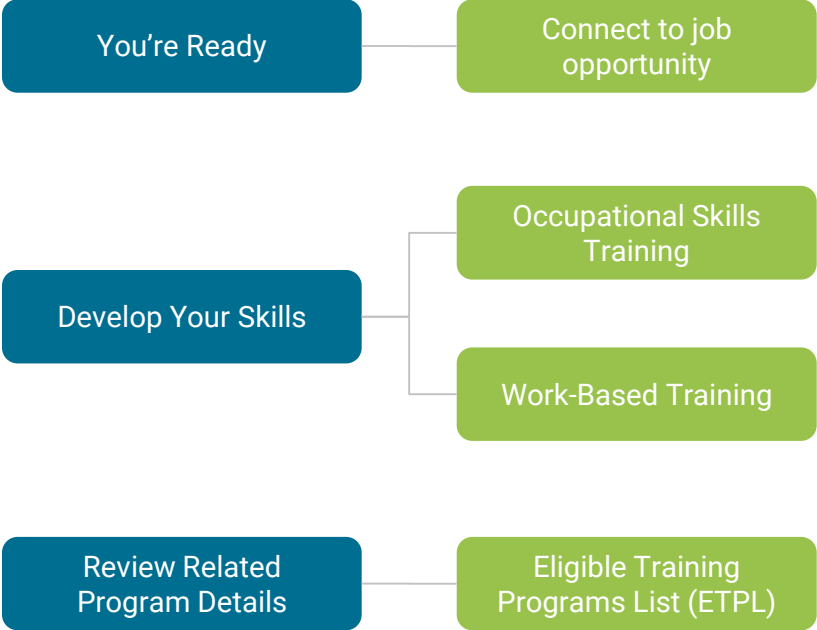 You’re Ready
Connect to job
opportunity
Occupational Skills
Training
Develop Your Skills
Work-Based Training
Review Related
Program Details
Eligible Training
Programs List (ETPL)